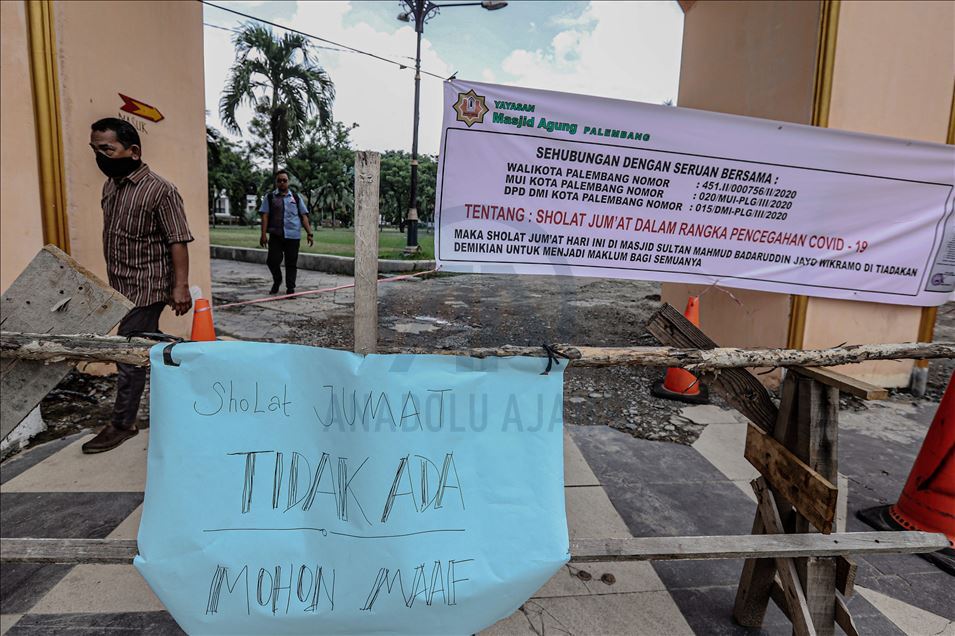 MASUK
YAYASAN
Masjid Agung PALEMBANG
SEHUBUNGAN DENGAN SERUAN BERSAMA :
WALIKOTA PALEMBANG NOMOR : 451.II/000756/II/2020
MUI KOTA PALEMBANG NOMOR : 020/MUI-PLG/III/2020
DPD DMI KOTA PALEMBANG NOMOR : 015/DMI-PLG/III/2020
TENTANG : SHOLAT JUM'AT DALAM RANGKA PENCEGAHAN COVID - 19
MAKA SHOLAT JUM'AT HARI INI DI MASJID SULTAN MAHMUD BADARUDDIN JAYO WIKRAMO DI TIADAKAN
DEMIKIAN UNTUK MENJADI MAKLUM BAGI SEMUANYA
SHOLAT JUMAT
ANADOLU AJA
TIDAK ADA
MOHON MAAF